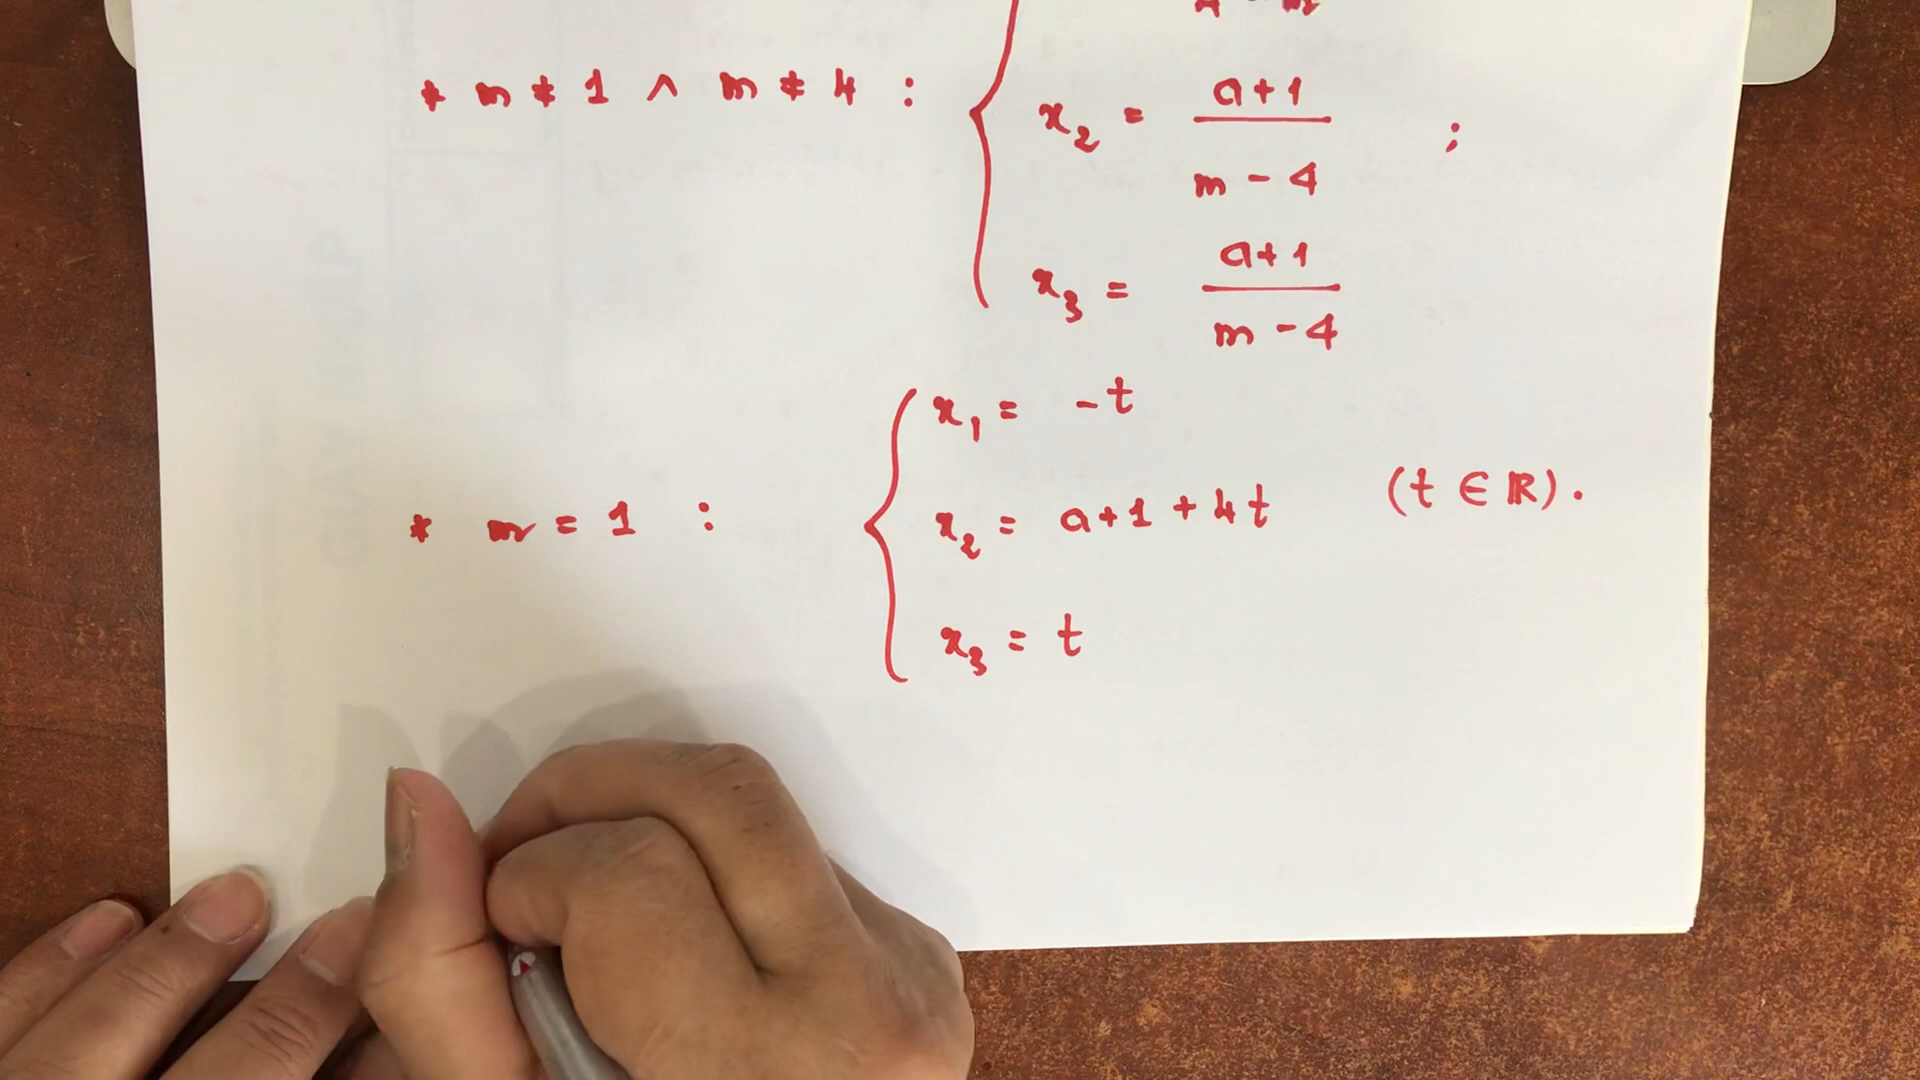 * m ≠ 1 ∧ m ≠ 4 :
x₂ = (a+1)/(m-4) ;
x₃ = (a+1)/(m-4)
* m = 1 :
x₁ = -t
x₂ = a+1+4t (t ∈ ℝ).
x₃ = t